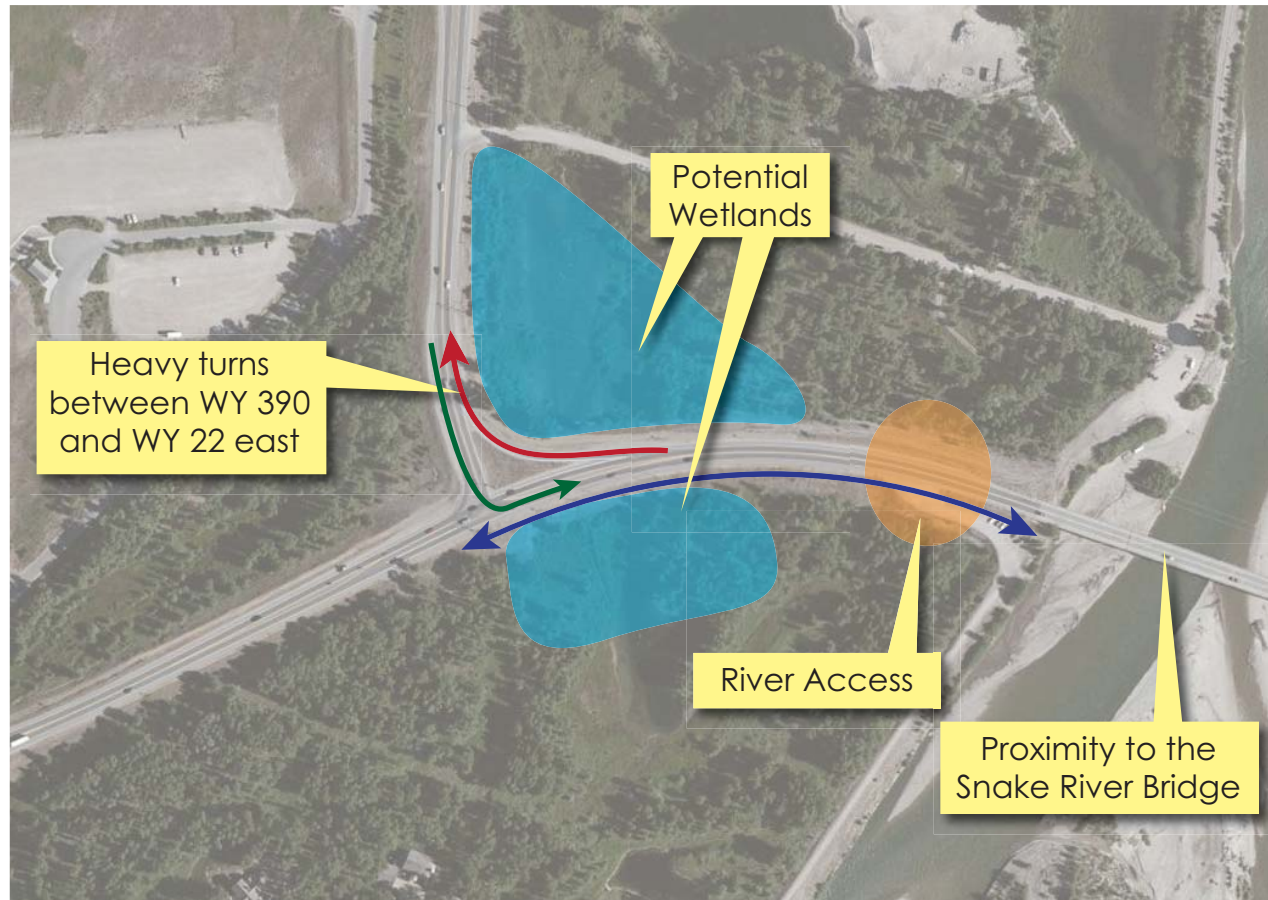 Potential
Wetlands
Heavy turns
between WY 390
and WY 22 east
River Access
Proximity to the
Snake River Bridge